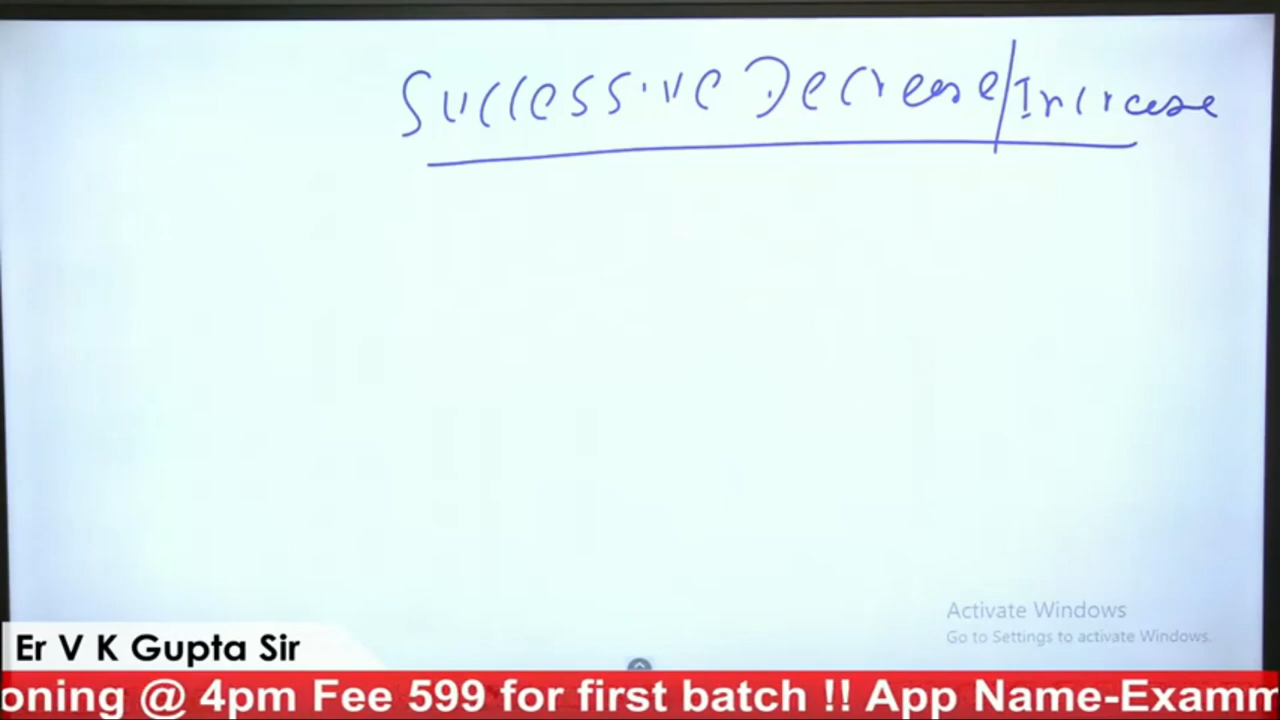 Successive Decrease/Increase
Activate Windows
Go to Settings to activate Windows.
Er V K Gupta Sir
oning @ 4pm Fee 599 for first batch !! App Name-Examm